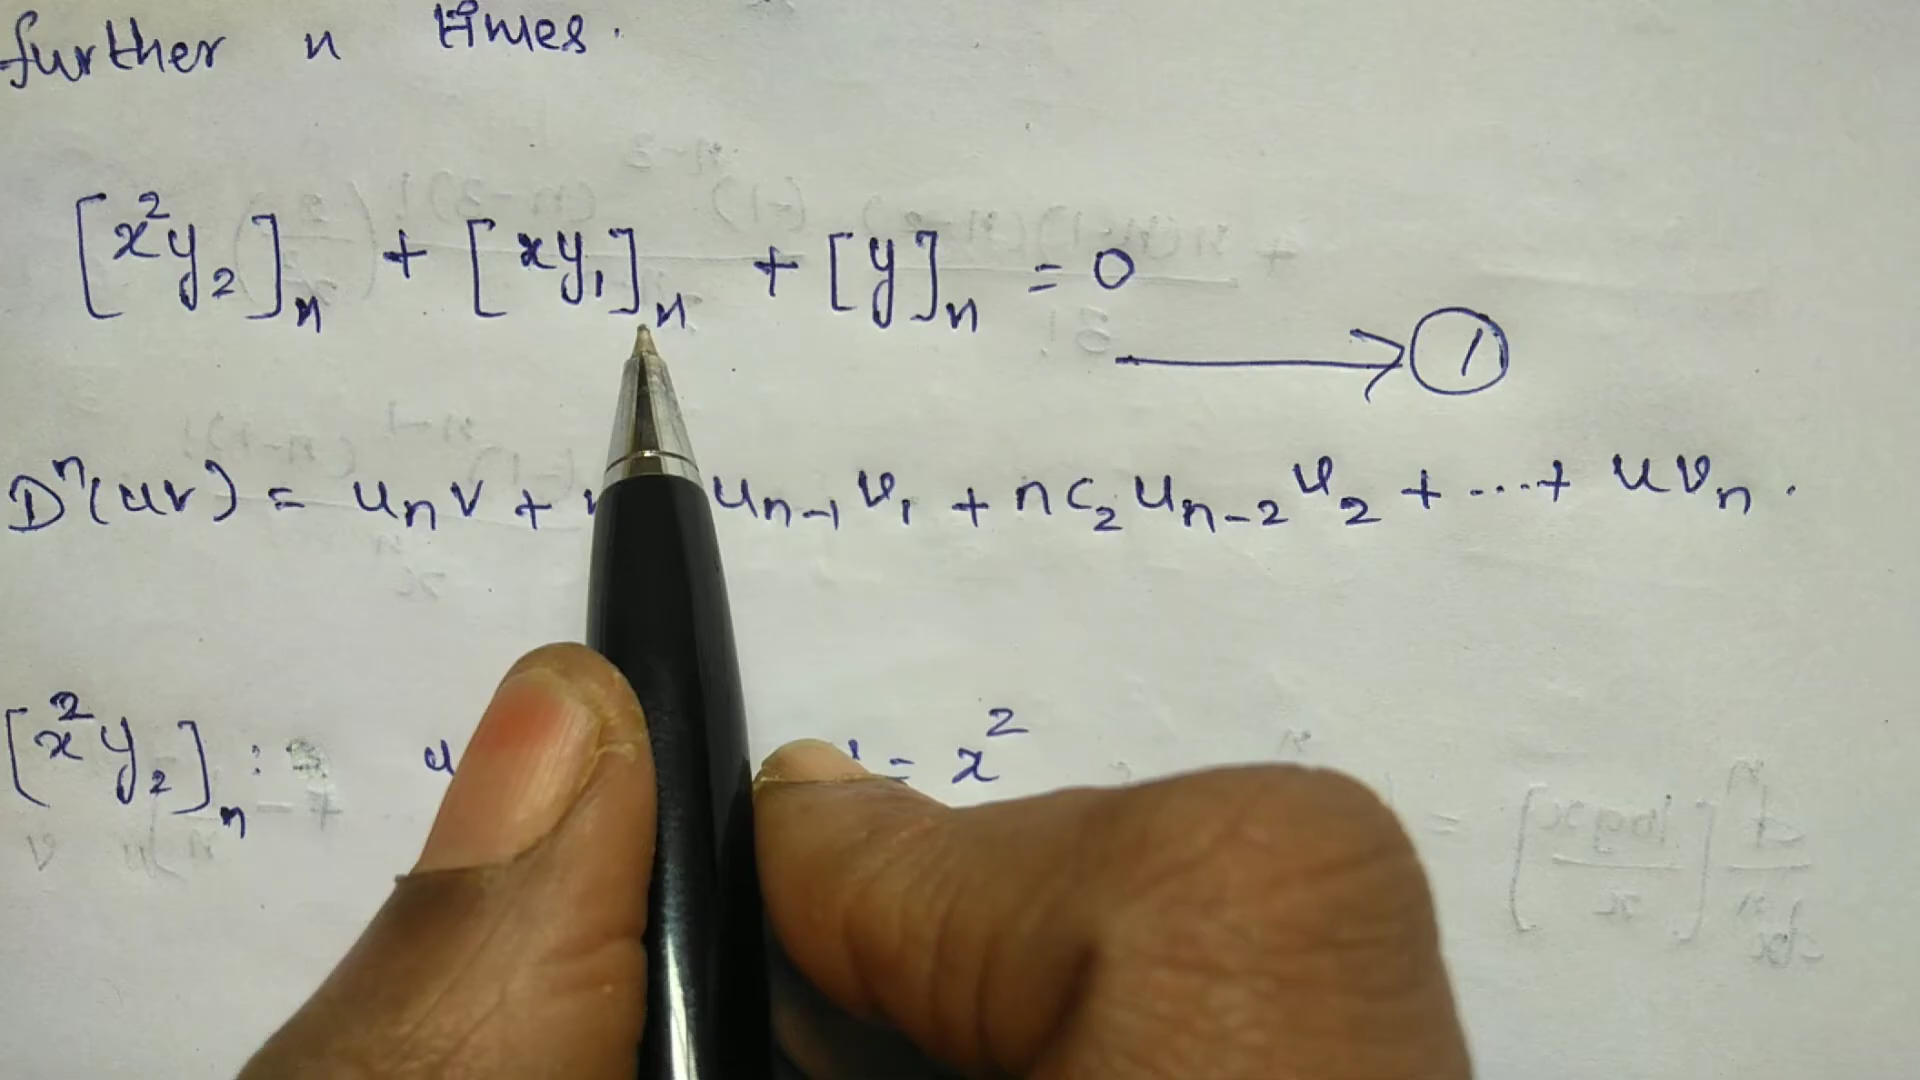 further n times.
[x²y₂]ₙ + [xy₁]ₙ + [y]ₙ = 0
→ ①
Dⁿ(uv) = uₙv + uₙ₋₁v₁ + nc₂uₙ₋₂v₂ + ... + uvₙ.
[x²y₂]ₙ : u = x²